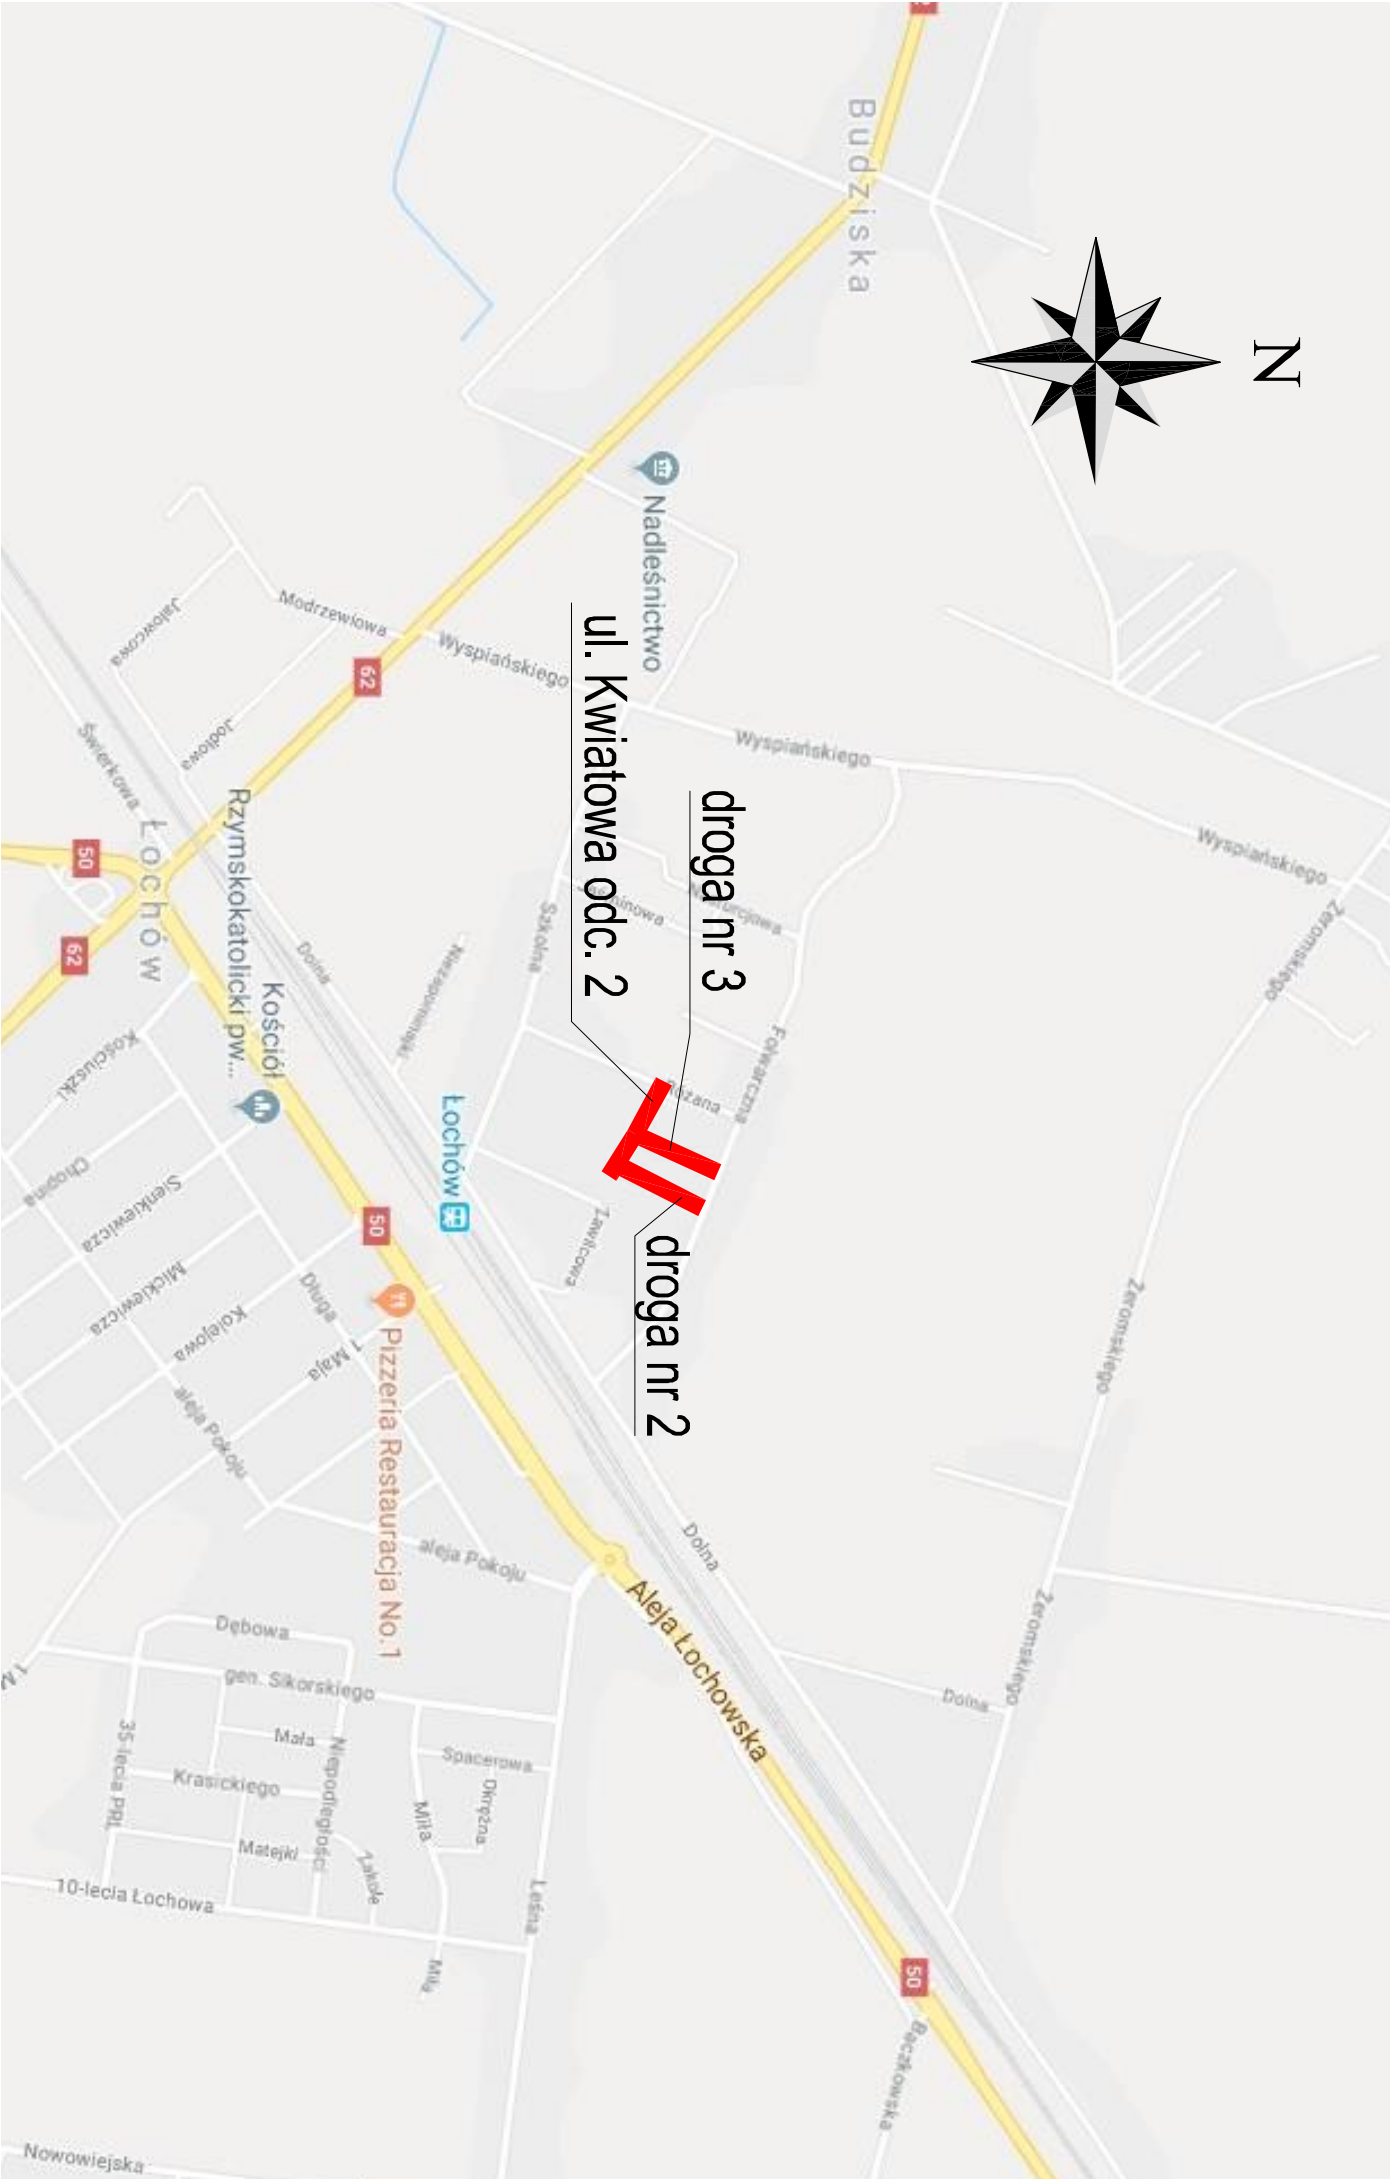 N
Budziska
Nadleśnictwo
Modrzewiowa
Wyspiańskiego
Wyspiańskiego
Wyspiańskiego
Żeromskiego
Żeromskiego
Żeromskiego
Jałowcowa
Jodłowa
Świerkowa
62
50
62
Łochów
Rzymskokatolicki pw...
Kościół
ul. Kwiatowa odc. 2
droga nr 3
droga nr 2
Jaśminowa
Szkolna
Dolna
Niezapominajki
Folwarczna
Różana
Zawilcowa
Łochów
Kościuszki
Chopina
Sienkiewicza
Mickiewicza
Kolejowa
Długa
1 Maja
aleja Pokoju
50
Pizzeria Restauracja No.1
aleja Pokoju
Dolna
Aleja Łochowska
Dolna
Dębowa
gen. Sikorskiego
Mała
Niepodległości
35-lecia PRL
Krasickiego
Matejki
Zakole
Spacerowa
Okrężna
Miła
Miła
Leśna
10-lecia Łochowa
50
Baczkowska
Nowowiejska